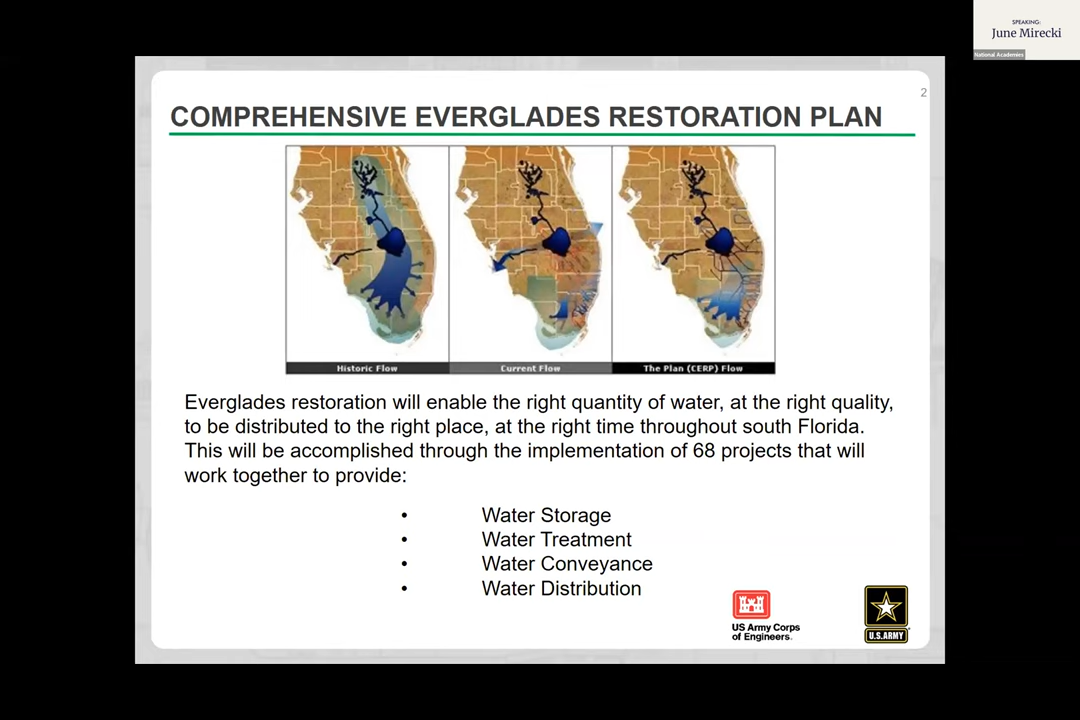 SPEAKING:
June Mirecki
National Academies
2
COMPREHENSIVE EVERGLADES RESTORATION PLAN
Historic Flow
Current Flow
The Plan (CERP) Flow
Everglades restoration will enable the right quantity of water, at the right quality,
to be distributed to the right place, at the right time throughout south Florida.
This will be accomplished through the implementation of 68 projects that will
work together to provide:
• Water Storage
• Water Treatment
• Water Conveyance
• Water Distribution
US Army Corps
of Engineers.
U.S.ARMY